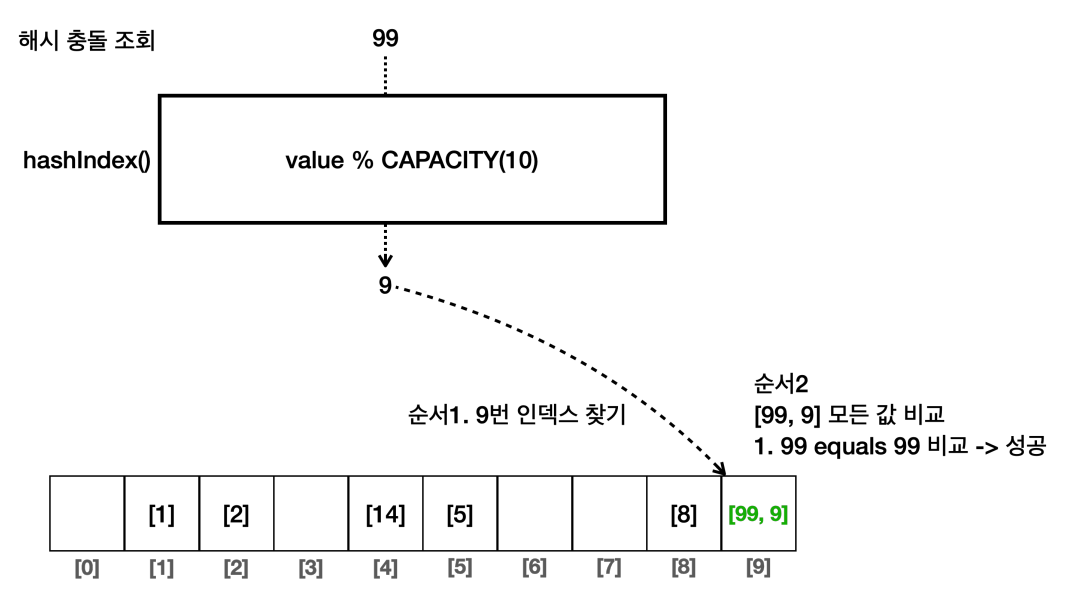 해시 충돌 조회
99
hashIndex()
value % CAPACITY(10)
9
순서1. 9번 인덱스 찾기
순서2
[99, 9] 모든 값 비교
1. 99 equals 99 비교 -> 성공
[1] [2] [14] [5] [8] [99, 9]
[0] [1] [2] [3] [4] [5] [6] [7] [8] [9]